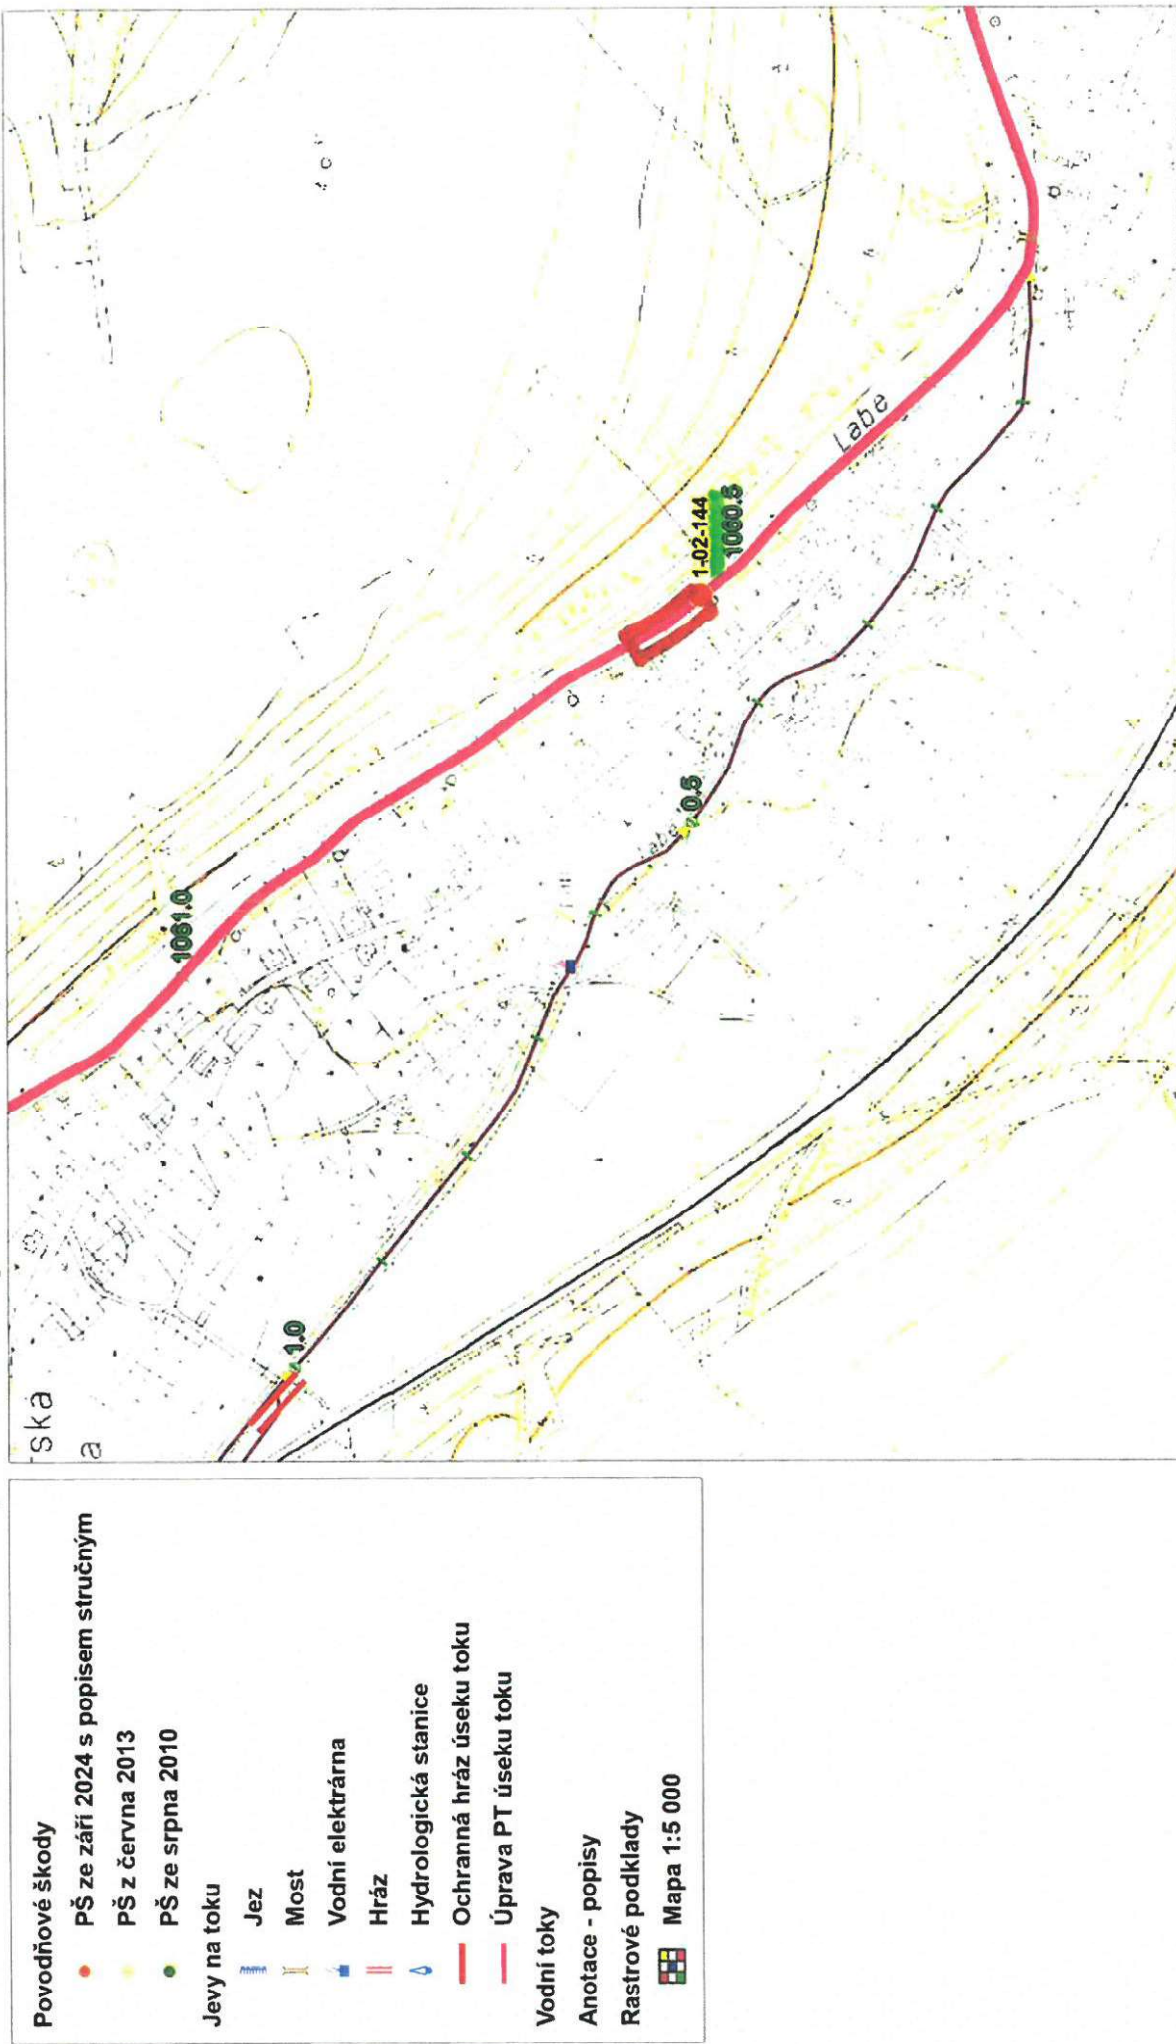 Povodňové škody
PŠ ze září 2024 s popisem stručným
PŠ z června 2013
PŠ ze srpna 2010
Jevy na toku
Jez
Most
Vodní elektrárna
Hráz
Hydrologická stanice
Ochranná hráz úseku toku
Úprava PT úseku toku
Vodní toky
Anotace - popisy
Rastrové podklady
Mapa 1:5 000
ska
a
1061.0
1-02-144
1060.5
Labe
1.0
0.5